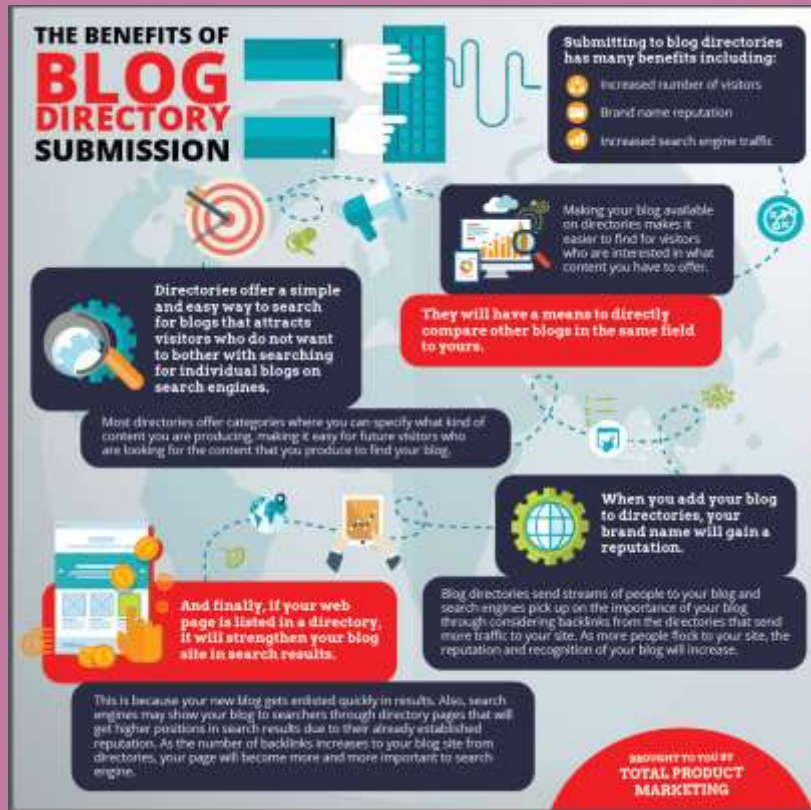 THE BENEFITS OF
BLOG
DIRECTORY
SUBMISSION
Submitting to blog directories
has many benefits including:
Increased number of visitors
Brand name reputation
Increased search engine traffic
Making your blog available
on directories makes it
easier to find for visitors
who are interested in what
content you have to offer.
They will have a means to directly
compare other blogs in the same field
to yours.
Directories offer a simple
and easy way to search
for blogs that attracts
visitors who do not want
to bother with searching
for individual blogs on
search engines.
Most directories offer categories where you can specify what kind of
content you are producing, making it easy for future visitors who
are looking for the content that you produce to find your blog.
When you add your blog
to directories, your
brand name will gain a
reputation.
Blog directories send streams of people to your blog and
search engines pick up on the importance of your blog
through considering backlinks from the directories that send
more traffic to your site. As more people flock to your site, the
reputation and recognition of your blog will increase.
And finally, if your web
page is listed in a directory,
it will strengthen your blog
site in search results.
This is because your new blog gets enlisted quickly in results. Also, search
engines may show your blog to searchers through directory pages that will
get higher positions in search results due to their already established
reputation. As the number of backlinks increases to your blog site from
directories, your page will become more and more important to search
engine.
BROUGHT TO YOU BY
TOTAL PRODUCT
MARKETING